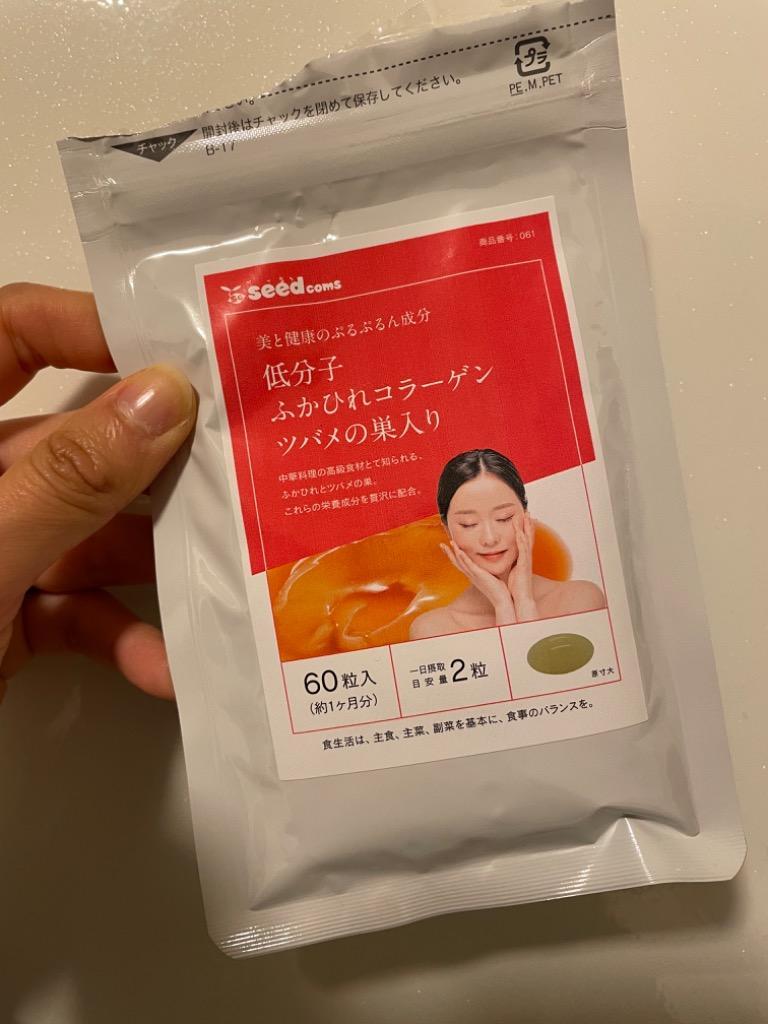 い。
開封後はチャックを閉めて保存してください。
チャック
B-17
プラ
PE.M.PET
商品番号：061
seedcoms
美と健康のぷるぷるん成分
低分子
ふかひれコラーゲン
ツバメの巣入り
中華料理の高級食材とて知られる、
ふかひれとツバメの巣。
これらの栄養成分を贅沢に配合。
60粒入
(約1ヶ月分)
一日摂取
目安量 2粒
原寸大
食生活は、主食、主菜、副菜を基本に、食事のバランスを。